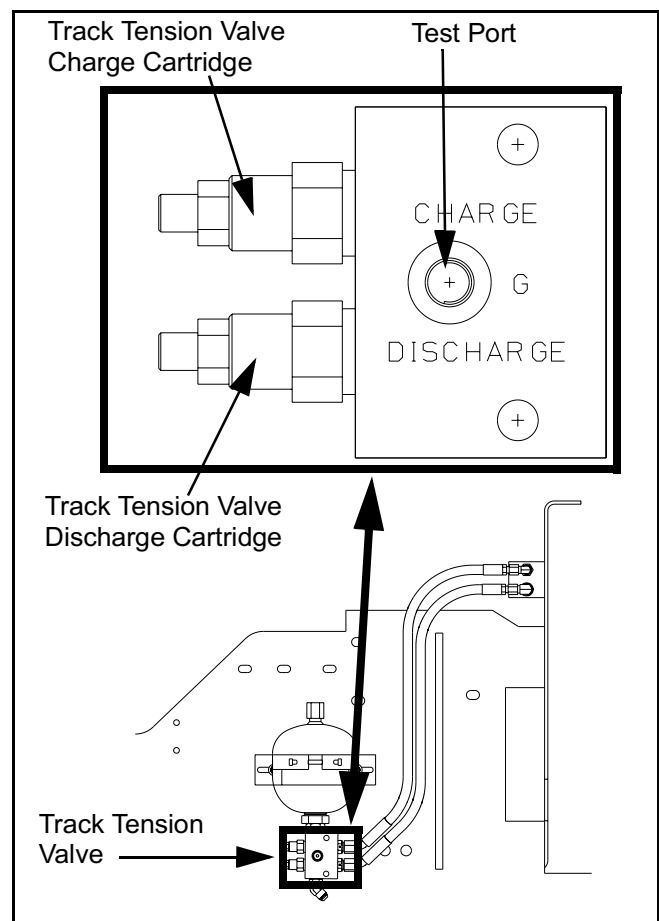 Track Tension Valve
Charge Cartridge
Test Port
CHARGE
G
DISCHARGE
Track Tension Valve
Discharge Cartridge
Track Tension
Valve